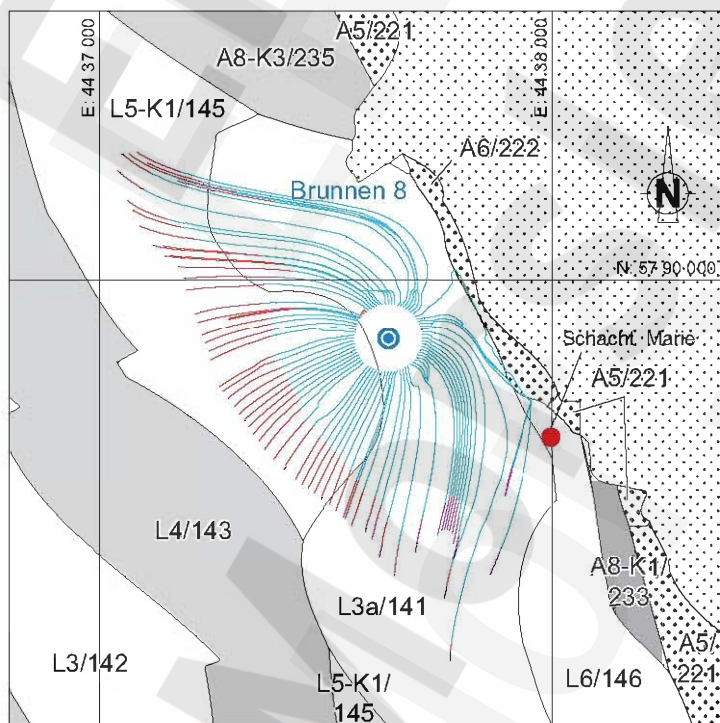 A5/221
A8-K3/235
E: 44 37 000
E: 44 38 000
L5-K1/145
A6/222
Brunnen 8
N
N: 57 90 000
Schacht Marie
A5/221
L4/143
A8-K1/
233
L3a/141
L3/142
L5-K1/
145
L6/146
A5/
221